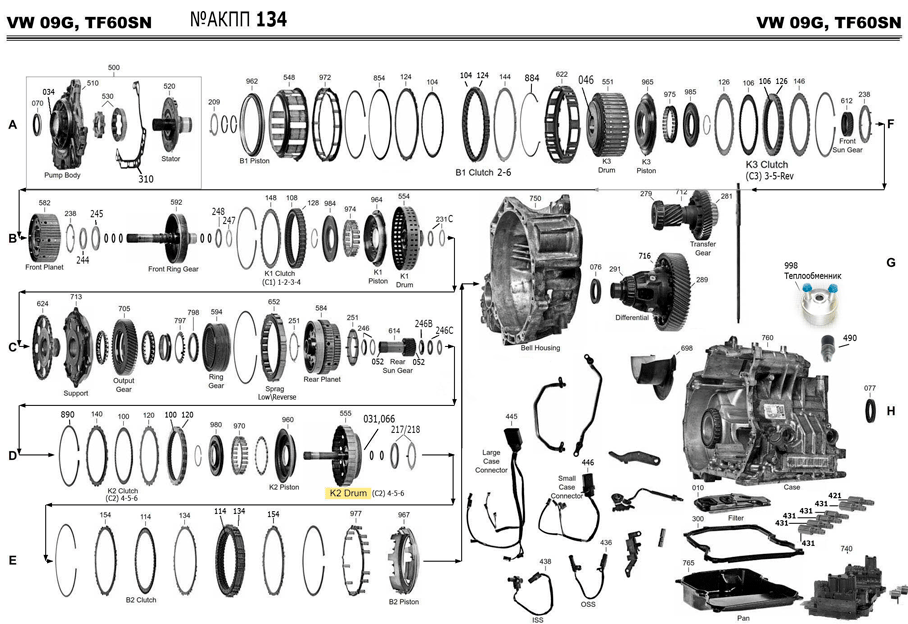 VW 09G, TF60SN №АКПП 134 VW 09G, TF60SN
500
510
034
070
530
520
Pump Body
310
Stator
A
209
962
548
972
854
124
104
B1 Piston
104 124
144
884
B1 Clutch 2-6
622
046
551
965
975
985
K3
Drum
K3
Piston
126
106
106 126
146
K3 Clutch
(C3) 3-5-Rev
612
238
Front
Sun Gear
F
B
582
238
245
244
Front Planet
592
Front Ring Gear
248
247
148
108
128
984
974
964
554
231C
K1 Clutch
(C1) 1-2-3-4
K1
Piston
K1
Drum
750
Bell Housing
279
712
281
Transfer
Gear
076
291
716
289
Differential
G
998
Теплообменник
C
624
713
Support
705
Output
Gear
797
798
594
Ring
Gear
652
Sprag
Low\Reverse
251
584
Rear Planet
251
246
052
614
Rear
Sun Gear
246B
246C
052
698
760
490
Case
077
H
D
890
140
100
120
100 120
K2 Clutch
(C2) 4-5-6
980
970
960
K2 Piston
555
031,066
217/218
K2 Drum (C2) 4-5-6
445
Large
Case
Connector
446
Small
Case
Connector
010
Filter
300
421
431
431
431
431
431
E
154
114
134
114 134
154
B2 Clutch
977
967
B2 Piston
438
ISS
436
OSS
765
Pan
740